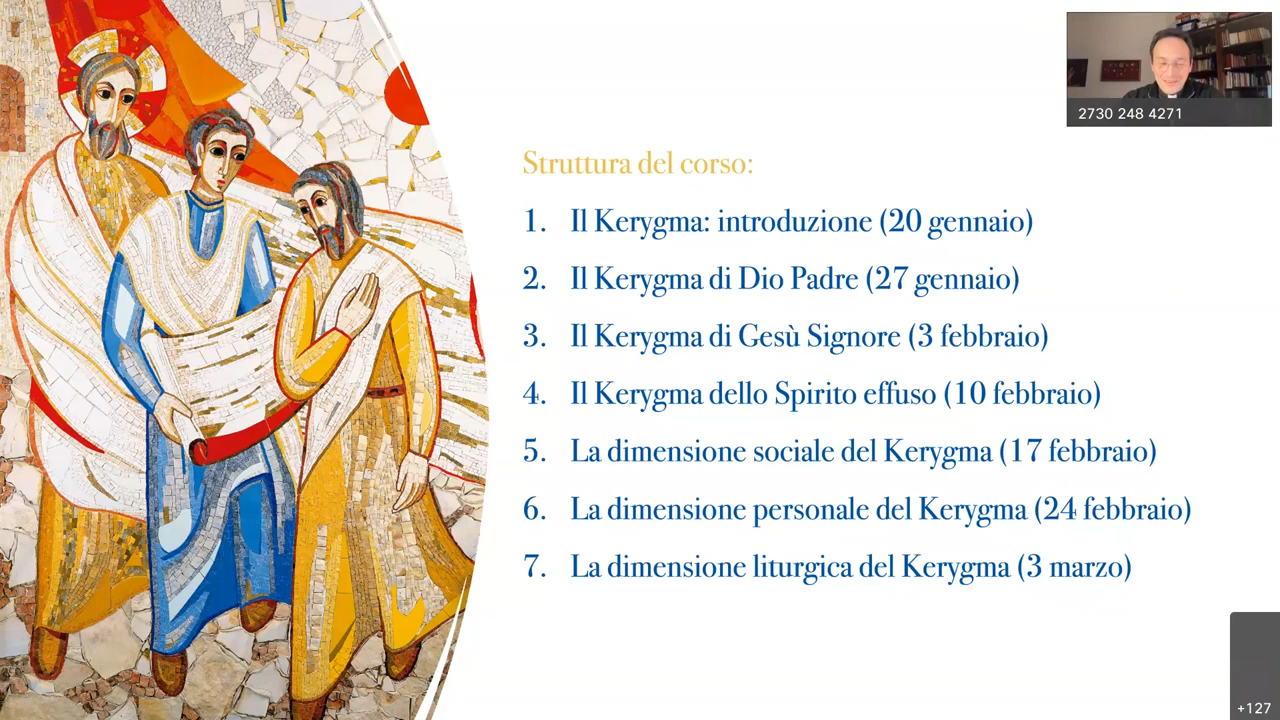 2730 248 4271
Struttura del corso:
1. Il Kerygma: introduzione (20 gennaio)
2. Il Kerygma di Dio Padre (27 gennaio)
3. Il Kerygma di Gesù Signore (3 febbraio)
4. Il Kerygma dello Spirito effuso (10 febbraio)
5. La dimensione sociale del Kerygma (17 febbraio)
6. La dimensione personale del Kerygma (24 febbraio)
7. La dimensione liturgica del Kerygma (3 marzo)
+127